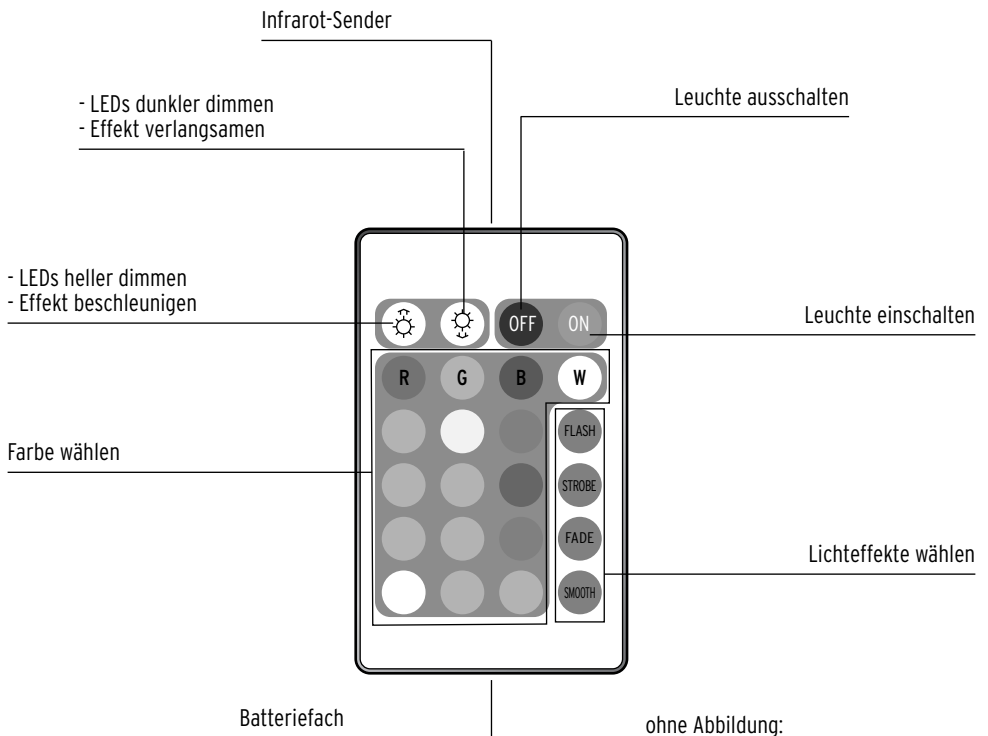 Infrarot-Sender
- LEDs dunkler dimmen
- Effekt verlangsamen
Leuchte ausschalten
- LEDs heller dimmen
- Effekt beschleunigen
OFF
ON
Leuchte einschalten
R
G
B
W
FLASH
Farbe wählen
STROBE
FADE
Lichteffekte wählen
SMOOTH
Batteriefach
ohne Abbildung: